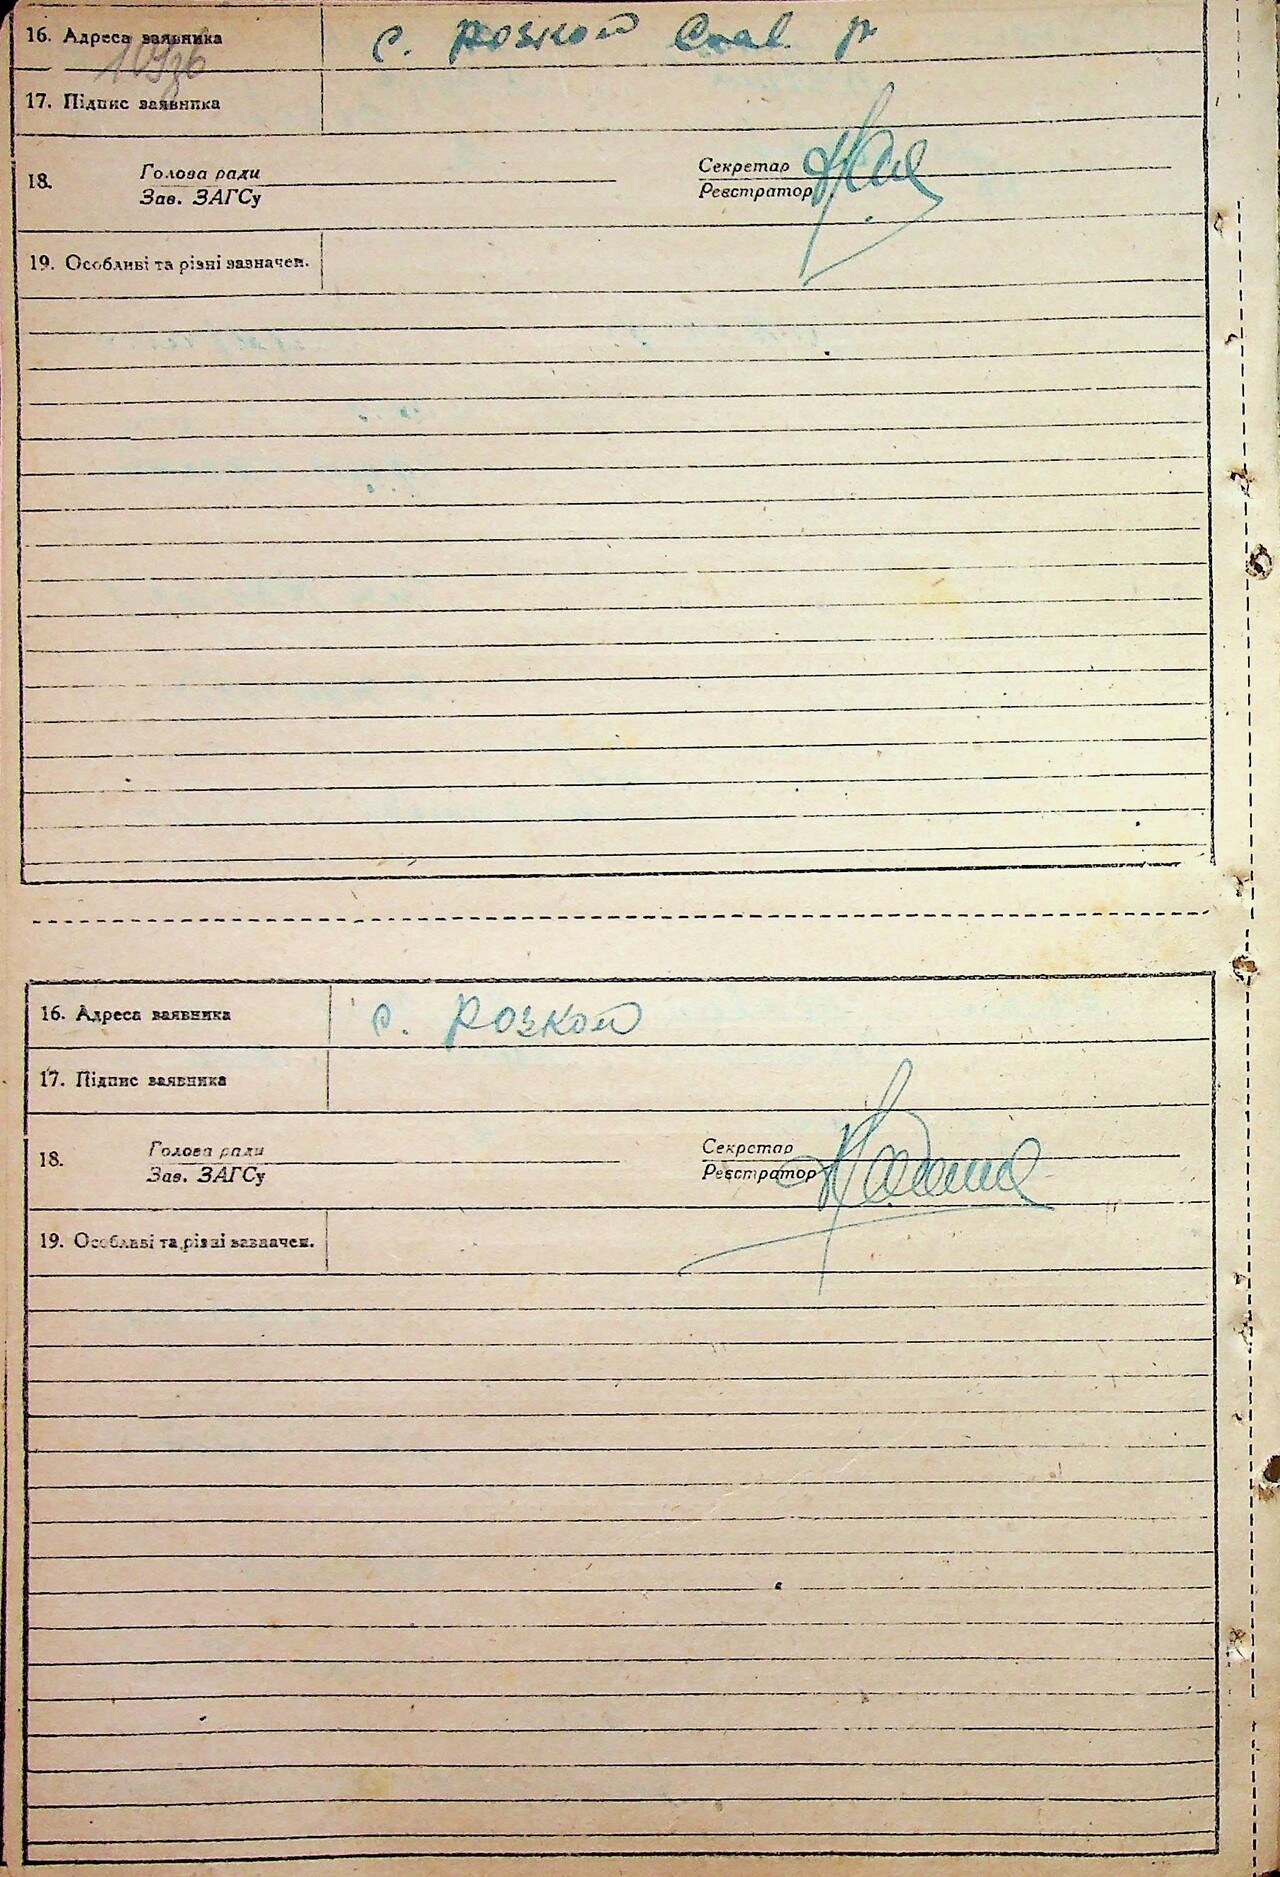 16. Адреса заявника с. Розкош Слав. р
109зв
17. Підпис заявника
18. Голова ради Секретар
Зав. ЗАГСу Реєстратор
19. Особливі та різні зазначен.
16. Адреса заявника с. Розкош
17. Підпис заявника
18. Голова ради Секретар
Зав. ЗАГСу Реєстратор
19. Особливі та різні зазначен.